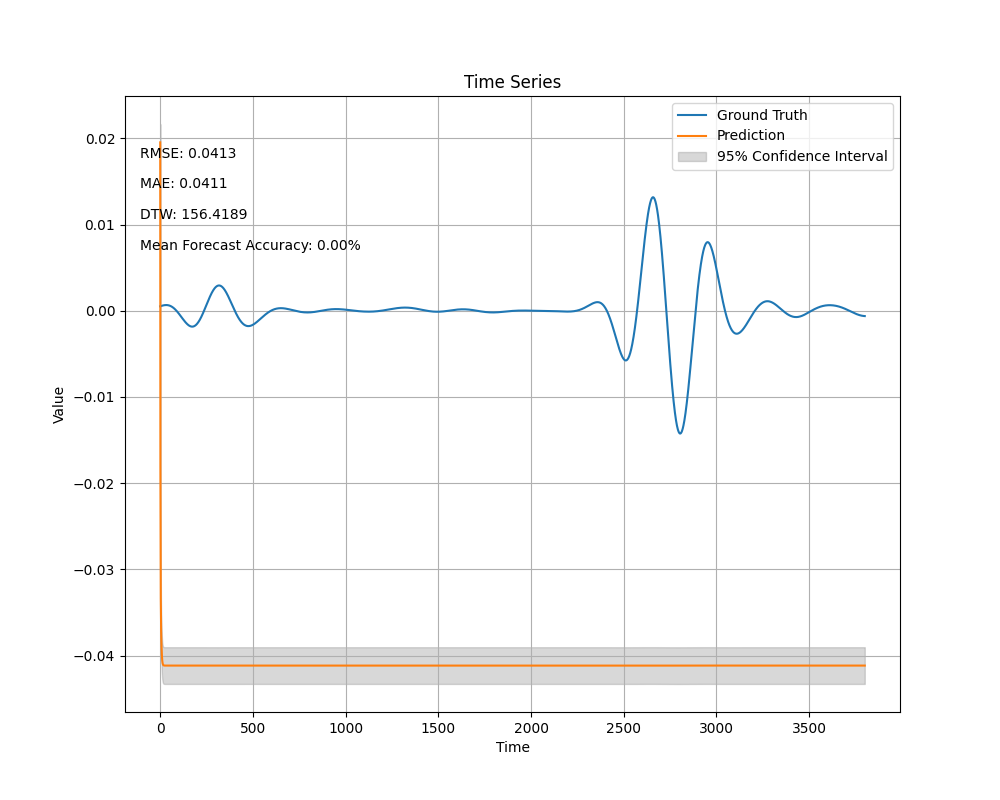 Time Series
Ground Truth
Prediction
95% Confidence Interval
RMSE: 0.0413
MAE: 0.0411
DTW: 156.4189
Mean Forecast Accuracy: 0.00%
0.02
0.01
0.00
−0.01
−0.02
−0.03
−0.04
Value
0 500 1000 1500 2000 2500 3000 3500
Time